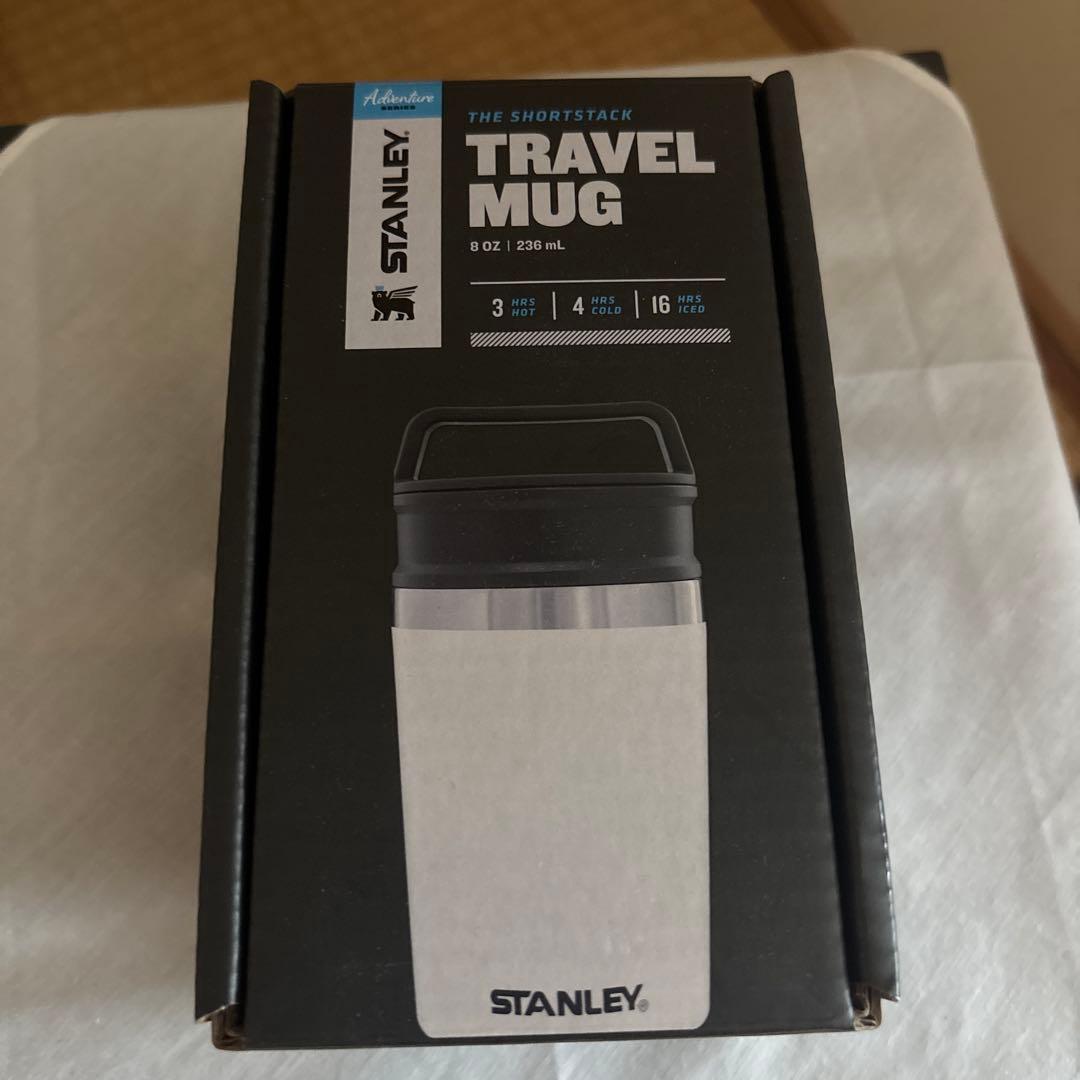 Adventure
SERIES
STANLEY®
THE SHORTSTACK
TRAVEL
MUG
8 OZ | 236 mL
3 HRS HOT | 4 HRS COLD | 16 HRS ICED
STANLEY®